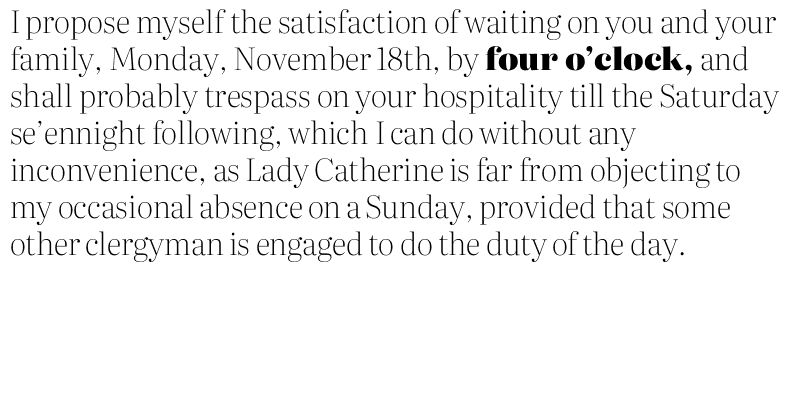 I propose myself the satisfaction of waiting on you and your
family, Monday, November 18th, by four o’clock, and
shall probably trespass on your hospitality till the Saturday
se’ennight following, which I can do without any
inconvenience, as Lady Catherine is far from objecting to
my occasional absence on a Sunday, provided that some
other clergyman is engaged to do the duty of the day.